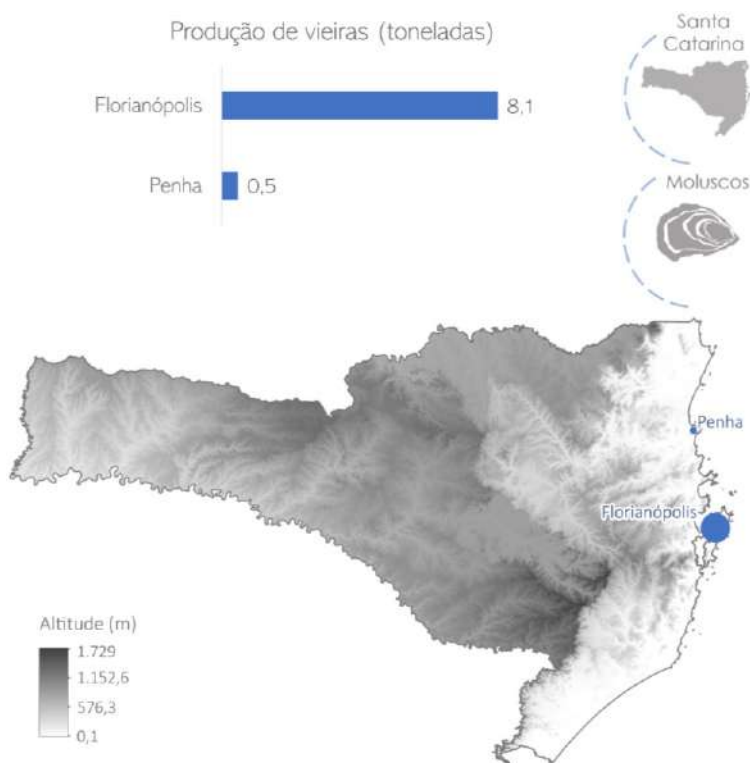 Produção de vieiras (toneladas)
Florianópolis
8,1
Penha
0,5
Santa
Catarina
Moluscos
Penha
Florianópolis
Altitude (m)
1.729
1.152,6
576,3
0,1